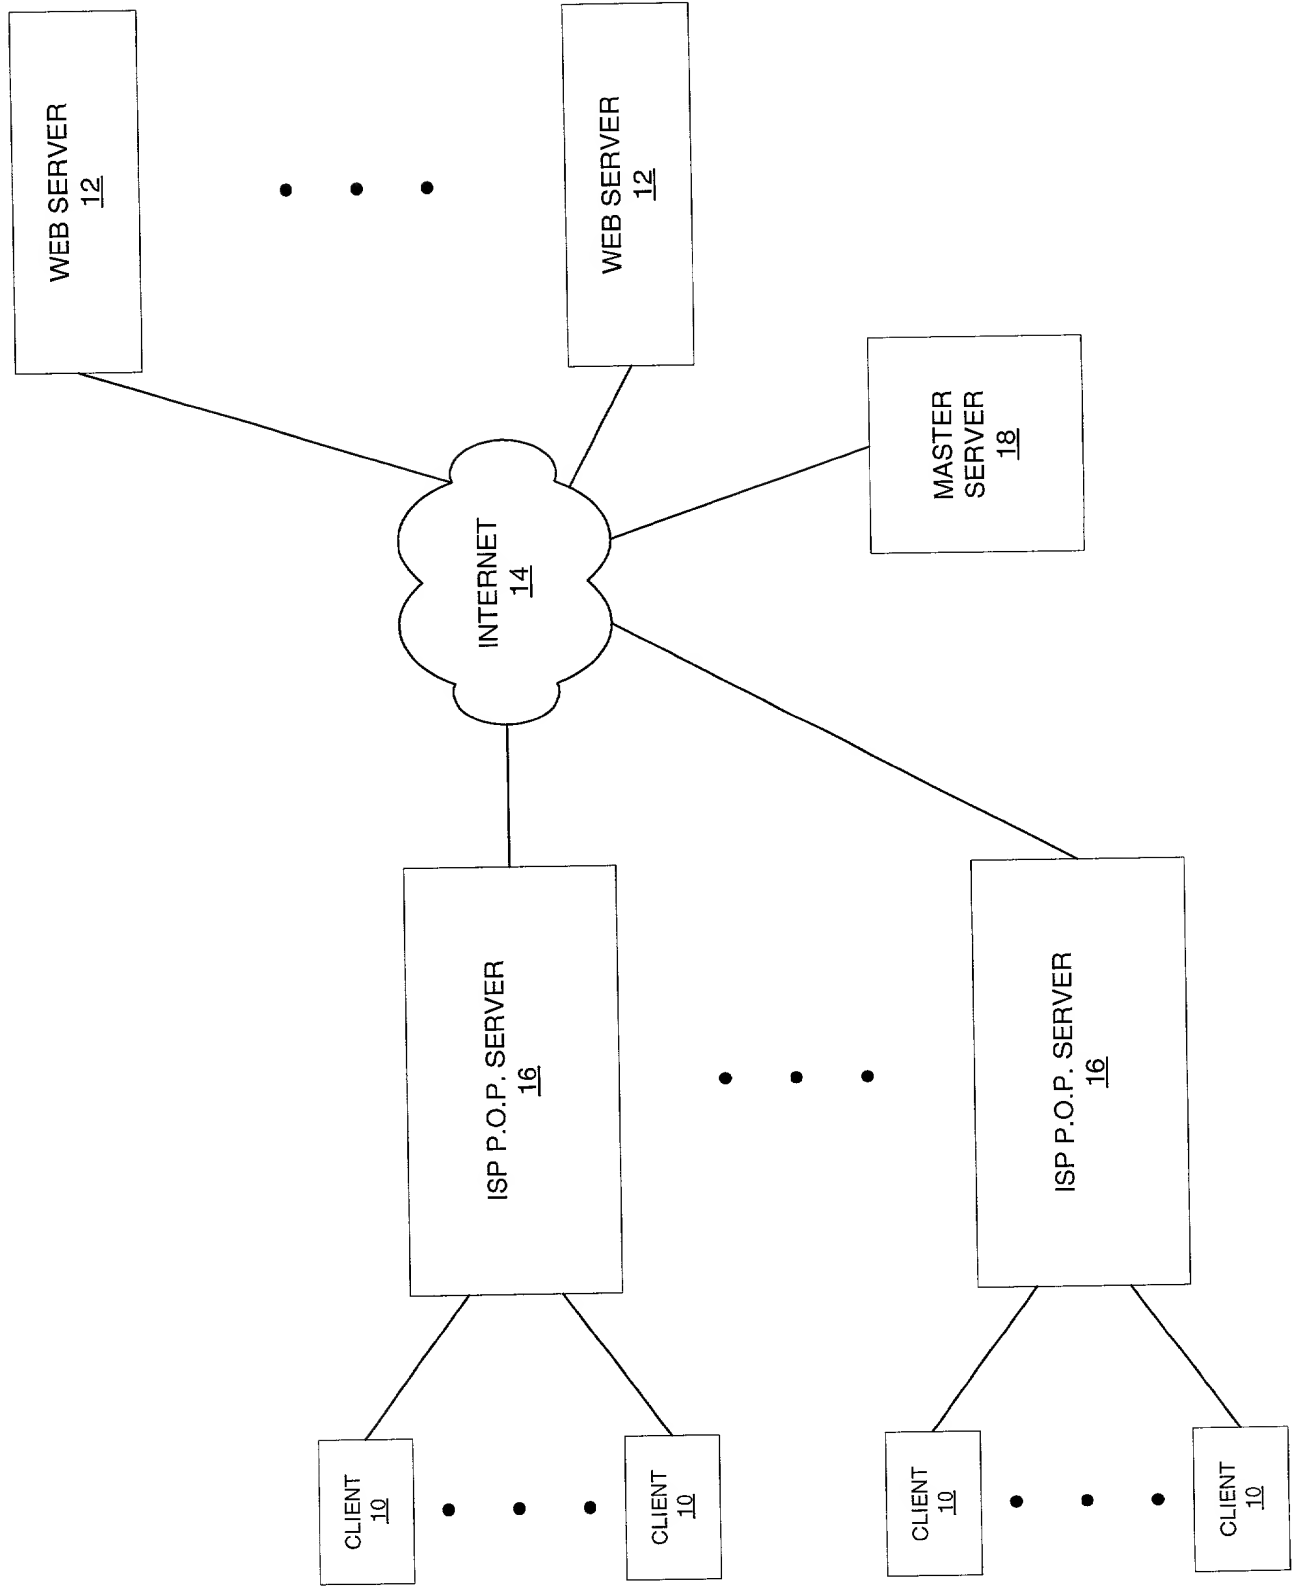 WEB SERVER
12
WEB SERVER
12
INTERNET
14
MASTER
SERVER
18
ISP P.O.P. SERVER
16
ISP P.O.P. SERVER
16
CLIENT
10
CLIENT
10
CLIENT
10
CLIENT
10